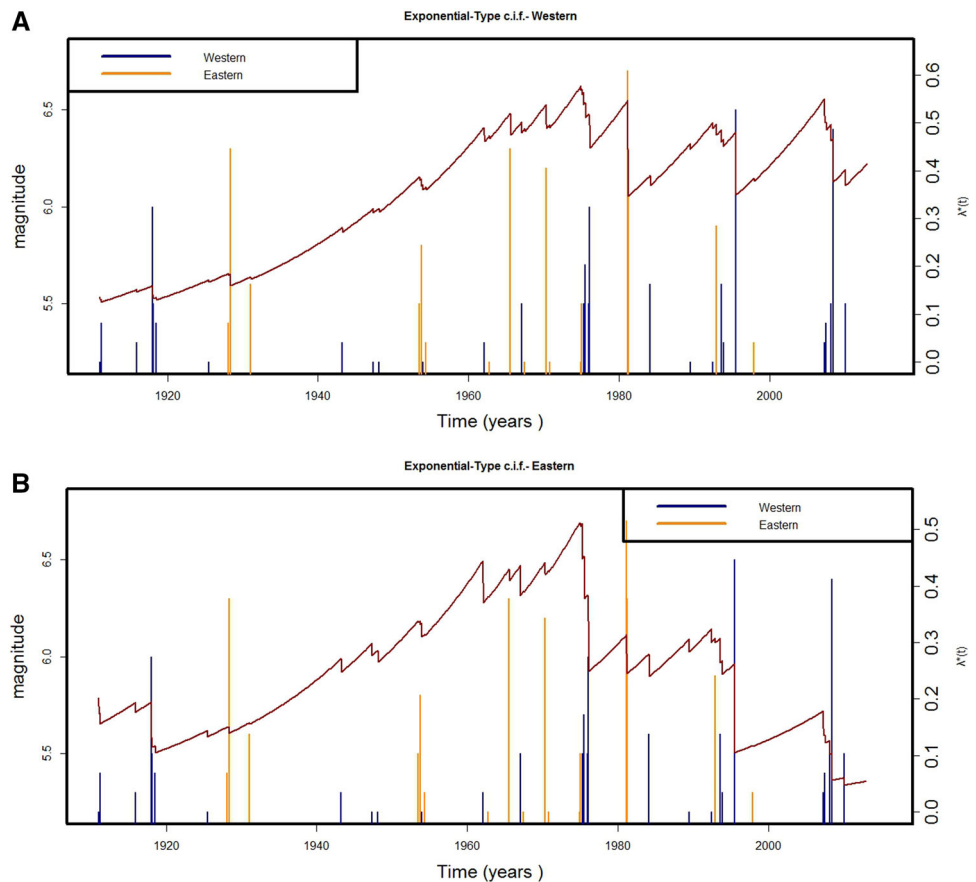 A
Exponential-Type c.i.f.- Western
Western
Eastern
magnitude
6.5
6.0
5.5
0.6
0.5
0.4
0.3
0.2
0.1
0.0
λ*(t)
1920 1940 1960 1980 2000
Time (years )
B
Exponential-Type c.i.f.- Eastern
Western
Eastern
magnitude
6.5
6.0
5.5
0.5
0.4
0.3
0.2
0.1
0.0
λ*(t)
1920 1940 1960 1980 2000
Time (years )